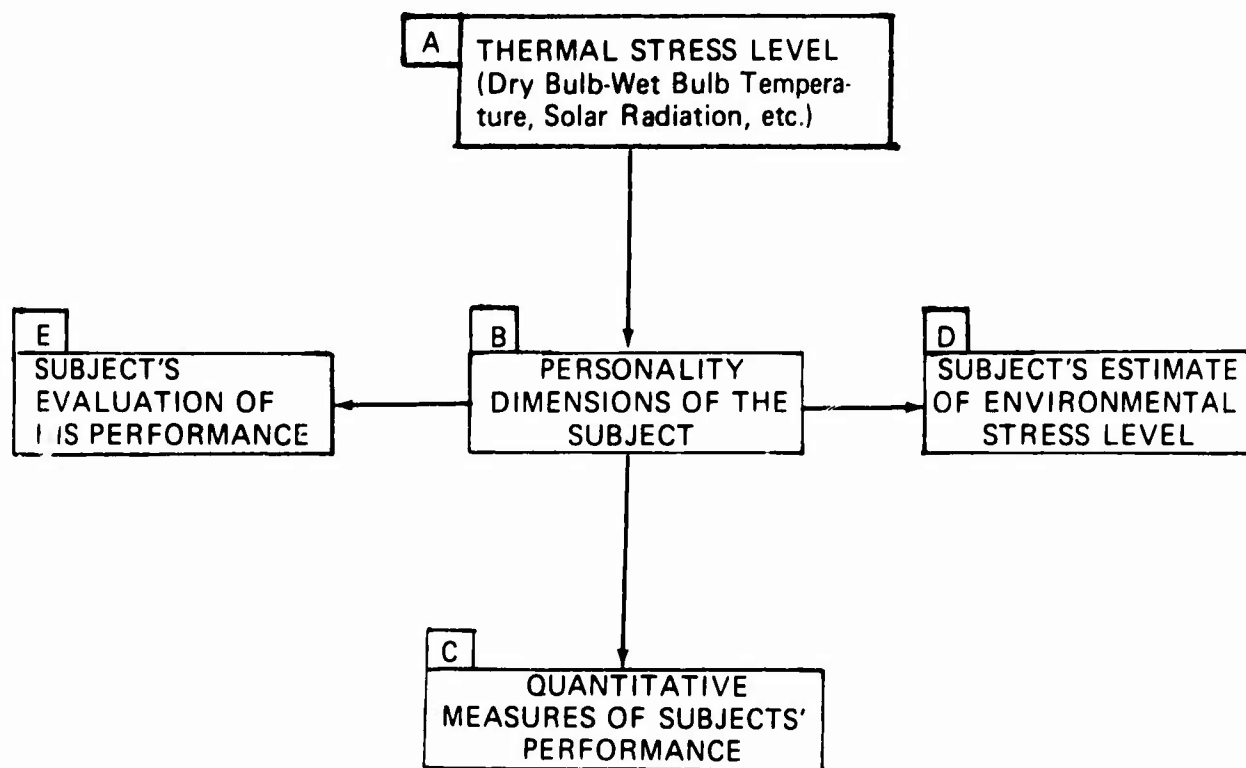 A
THERMAL STRESS LEVEL
(Dry Bulb-Wet Bulb Tempera-
ture, Solar Radiation, etc.)
E
SUBJECT'S
EVALUATION OF
HIS PERFORMANCE
B
PERSONALITY
DIMENSIONS OF THE
SUBJECT
D
SUBJECT'S ESTIMATE
OF ENVIRONMENTAL
STRESS LEVEL
C
QUANTITATIVE
MEASURES OF SUBJECTS'
PERFORMANCE